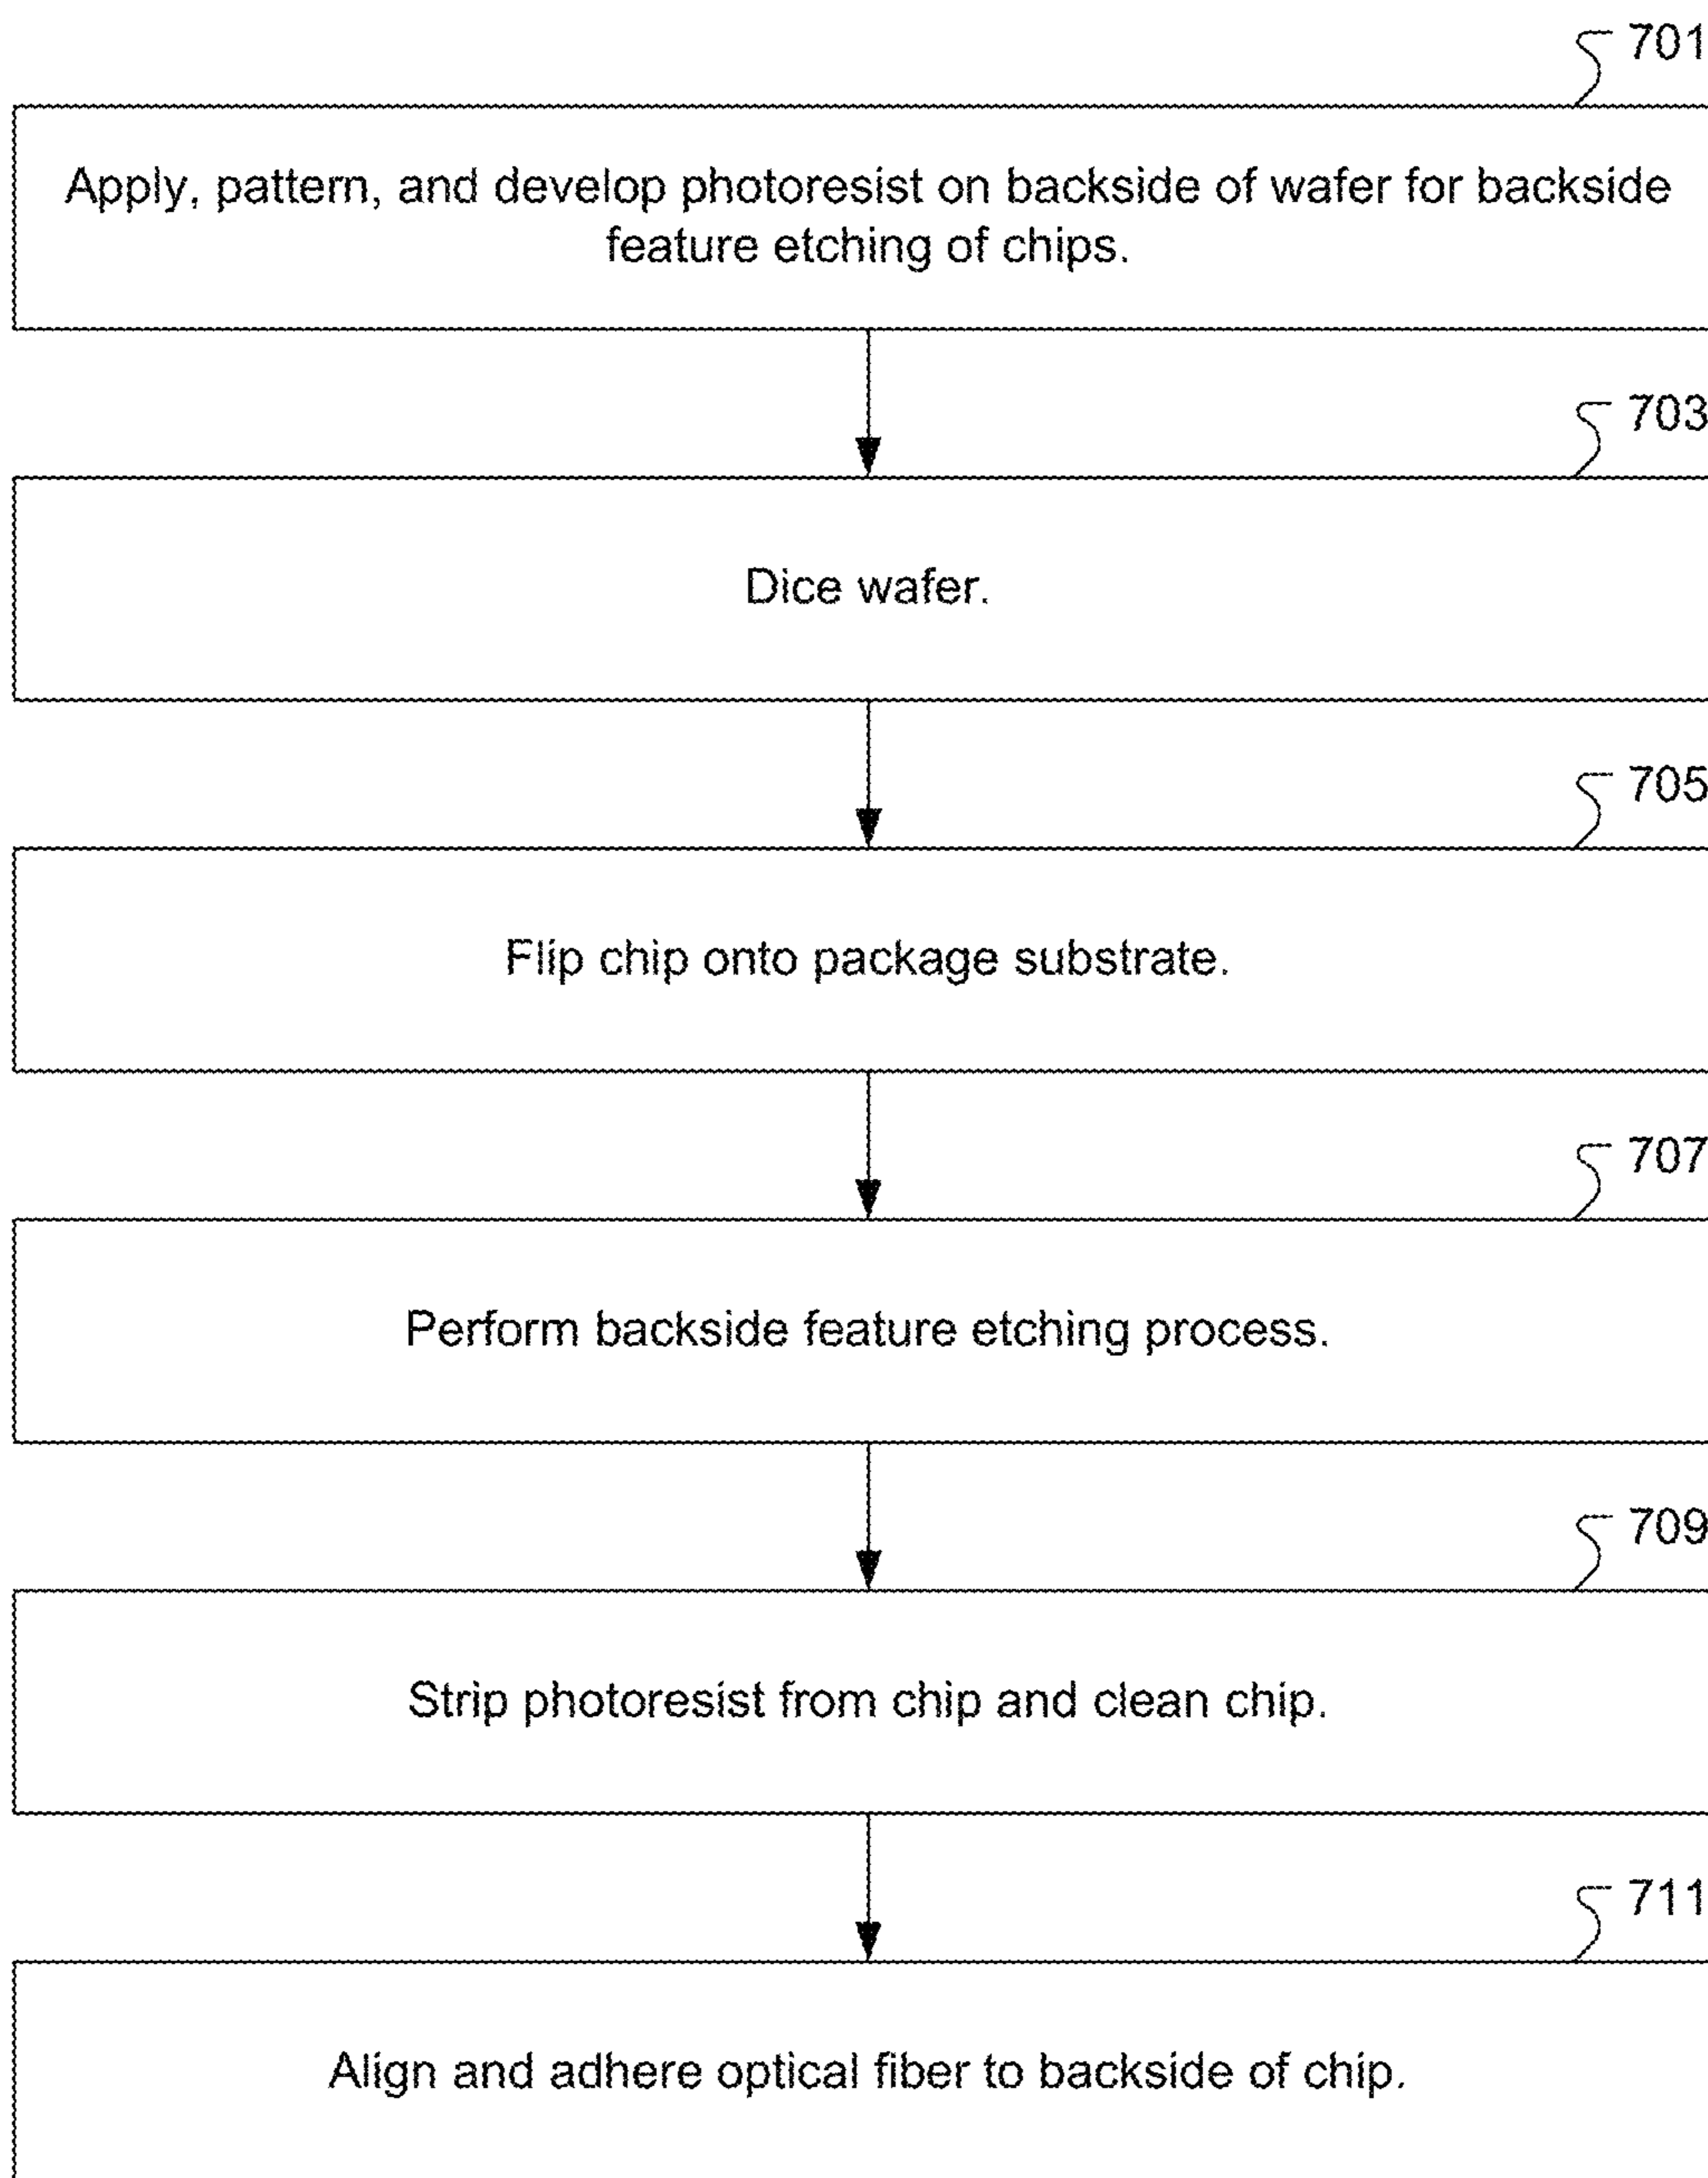 701
Apply, pattern, and develop photoresist on backside of wafer for backside
feature etching of chips.
703
Dice wafer.
705
Flip chip onto package substrate.
707
Perform backside feature etching process.
709
Strip photoresist from chip and clean chip.
711
Align and adhere optical fiber to backside of chip.